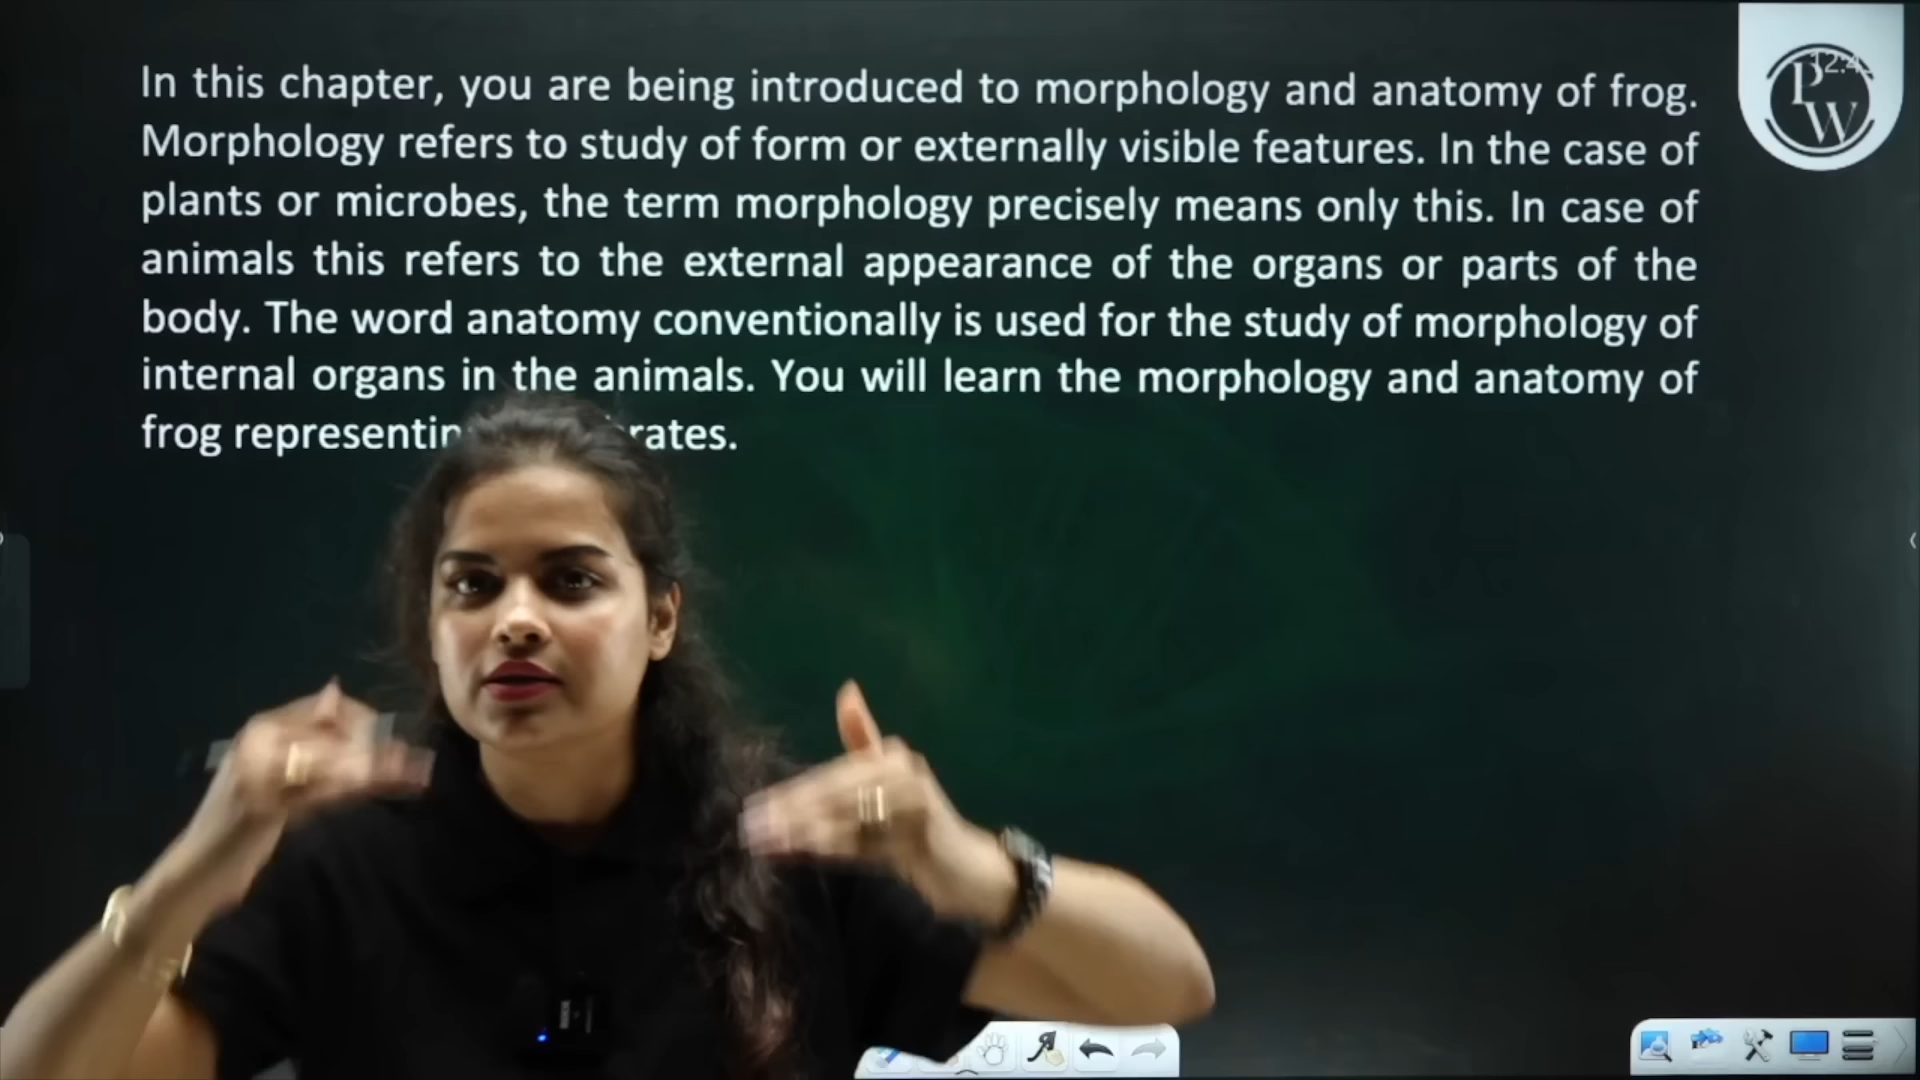 In this chapter, you are being introduced to morphology and anatomy of frog.
Morphology refers to study of form or externally visible features. In the case of
plants or microbes, the term morphology precisely means only this. In case of
animals this refers to the external appearance of the organs or parts of the
body. The word anatomy conventionally is used for the study of morphology of
internal organs in the animals. You will learn the morphology and anatomy of
frog rates.
PW